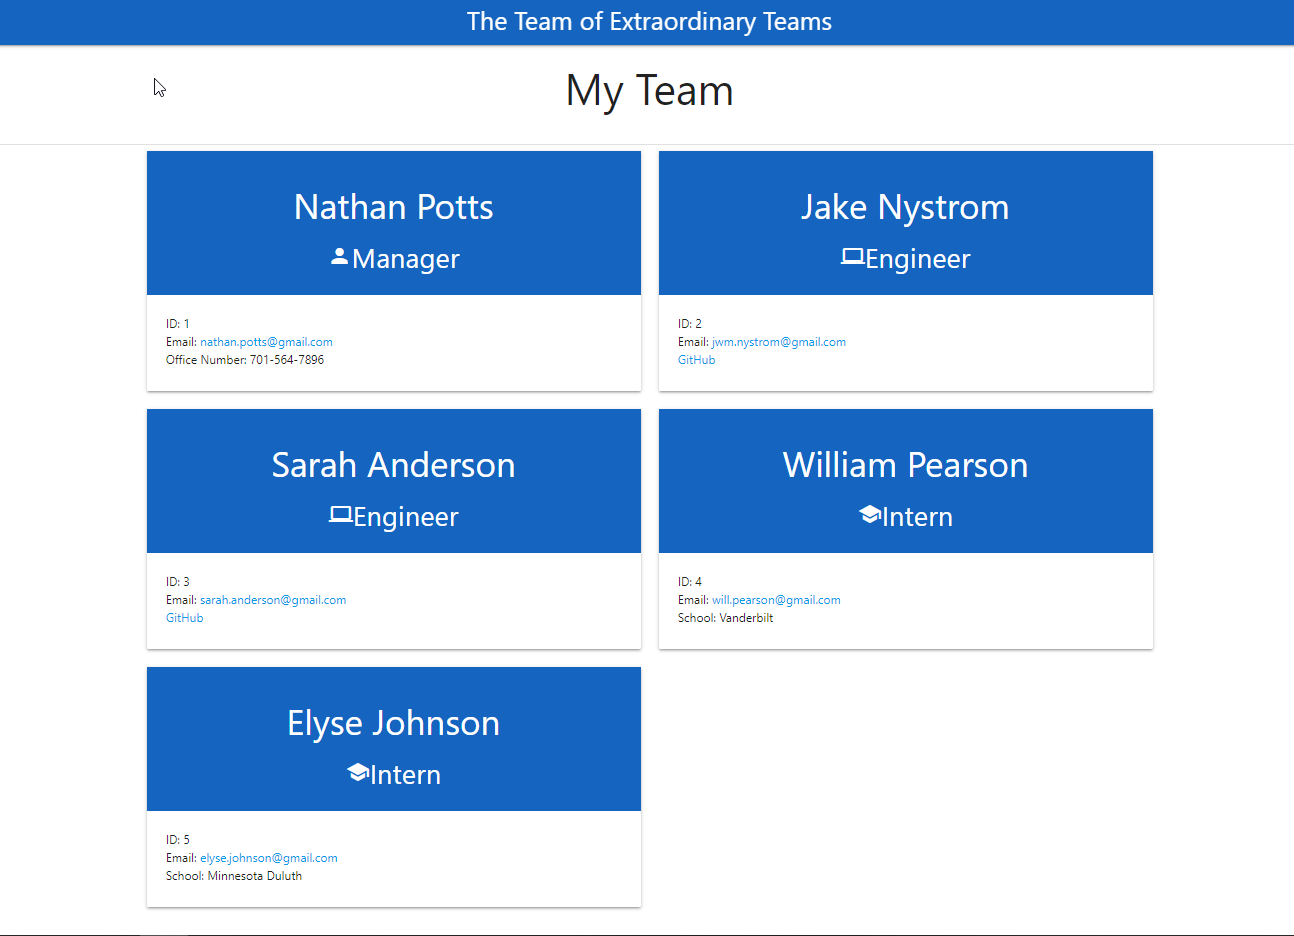 The Team of Extraordinary Teams
My Team
Nathan Potts
Manager
ID: 1
Email: nathan.potts@gmail.com
Office Number: 701-564-7896
Jake Nystrom
Engineer
ID: 2
Email: jwm.nystrom@gmail.com
GitHub
Sarah Anderson
Engineer
ID: 3
Email: sarah.anderson@gmail.com
GitHub
William Pearson
Intern
ID: 4
Email: will.pearson@gmail.com
School: Vanderbilt
Elyse Johnson
Intern
ID: 5
Email: elyse.johnson@gmail.com
School: Minnesota Duluth